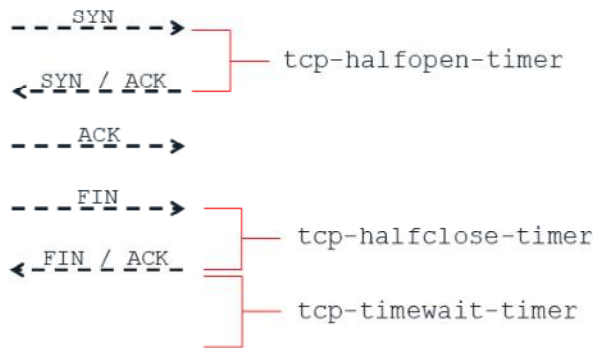 SYN
tcp-halfopen-timer
SYN / ACK
ACK
FIN
tcp-halfclose-timer
FIN / ACK
tcp-timewait-timer